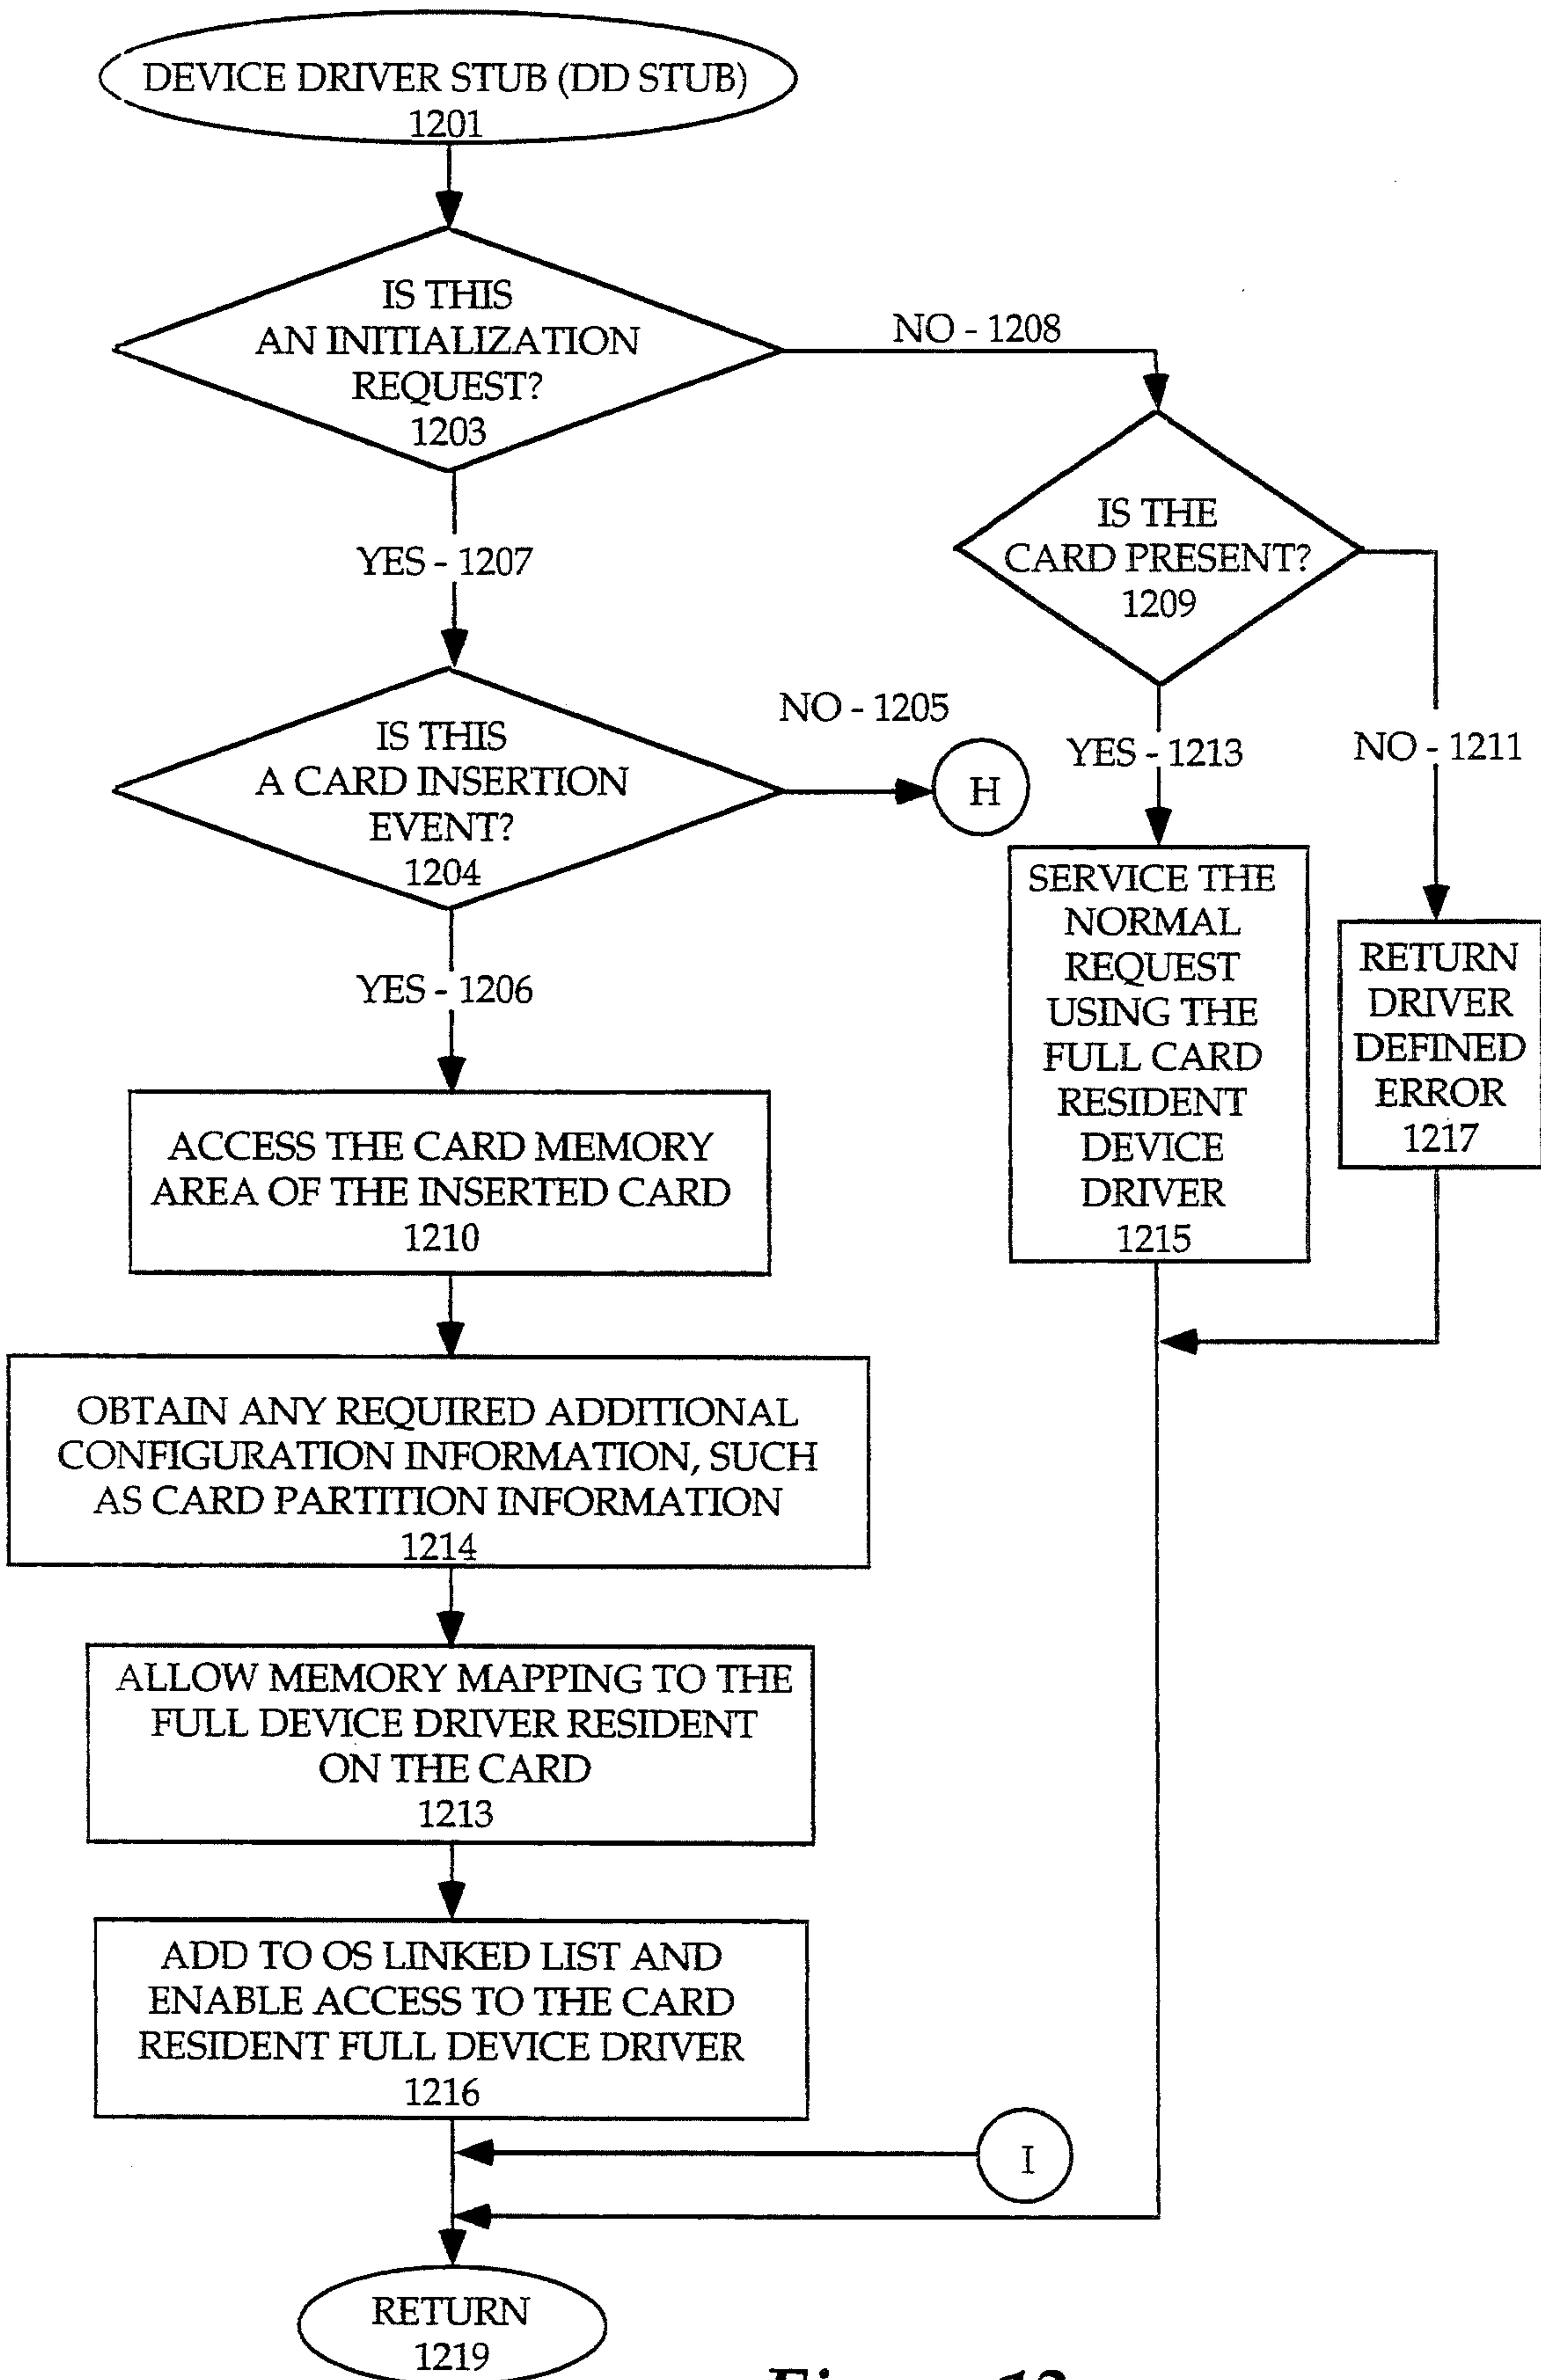 DEVICE DRIVER STUB (DD STUB)
1201
IS THIS
AN INITIALIZATION
REQUEST?
1203
NO - 1208
YES - 1207
IS THE
CARD PRESENT?
1209
IS THIS
A CARD INSERTION
EVENT?
1204
NO - 1205
H
YES - 1213
NO - 1211
SERVICE THE
NORMAL
REQUEST
USING THE
FULL CARD
RESIDENT
DEVICE
DRIVER
1215
RETURN
DRIVER
DEFINED
ERROR
1217
YES - 1206
ACCESS THE CARD MEMORY
AREA OF THE INSERTED CARD
1210
OBTAIN ANY REQUIRED ADDITIONAL
CONFIGURATION INFORMATION, SUCH
AS CARD PARTITION INFORMATION
1214
ALLOW MEMORY MAPPING TO THE
FULL DEVICE DRIVER RESIDENT
ON THE CARD
1213
ADD TO OS LINKED LIST AND
ENABLE ACCESS TO THE CARD
RESIDENT FULL DEVICE DRIVER
1216
I
RETURN
1219